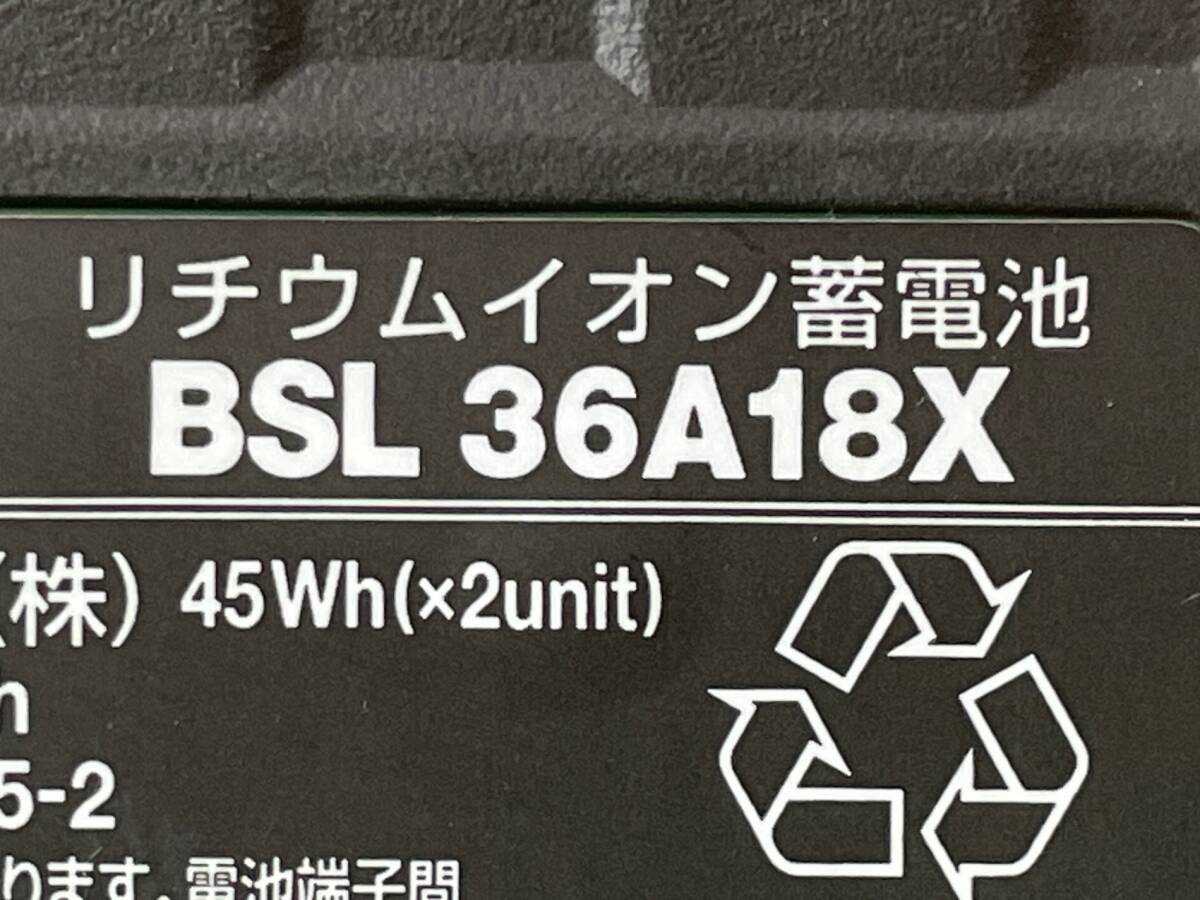 リチウムイオン蓄電池
BSL 36A18X
(株) 45Wh(×2unit)
h
5-2
ります。電池端子間